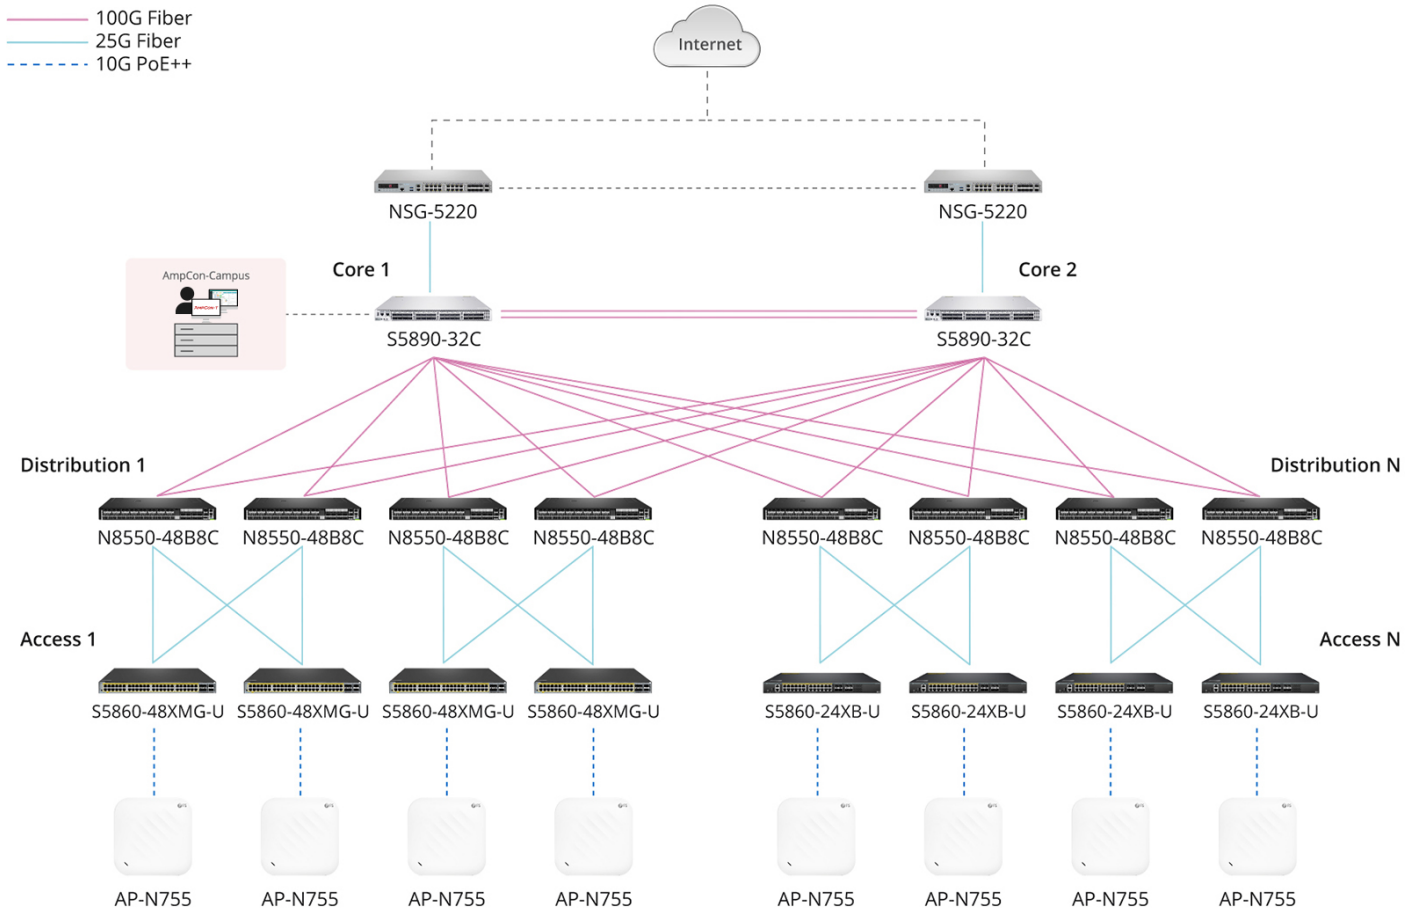 100G Fiber
25G Fiber
10G PoE++
Internet
NSG-5220
NSG-5220
AmpCon-Campus
Core 1
Core 2
S5890-32C
S5890-32C
Distribution 1
Distribution N
N8550-48B8C
N8550-48B8C
N8550-48B8C
N8550-48B8C
N8550-48B8C
N8550-48B8C
N8550-48B8C
N8550-48B8C
Access 1
Access N
S5860-48XMG-U
S5860-48XMG-U
S5860-48XMG-U
S5860-48XMG-U
S5860-24XB-U
S5860-24XB-U
S5860-24XB-U
S5860-24XB-U
AP-N755
AP-N755
AP-N755
AP-N755
AP-N755
AP-N755
AP-N755
AP-N755